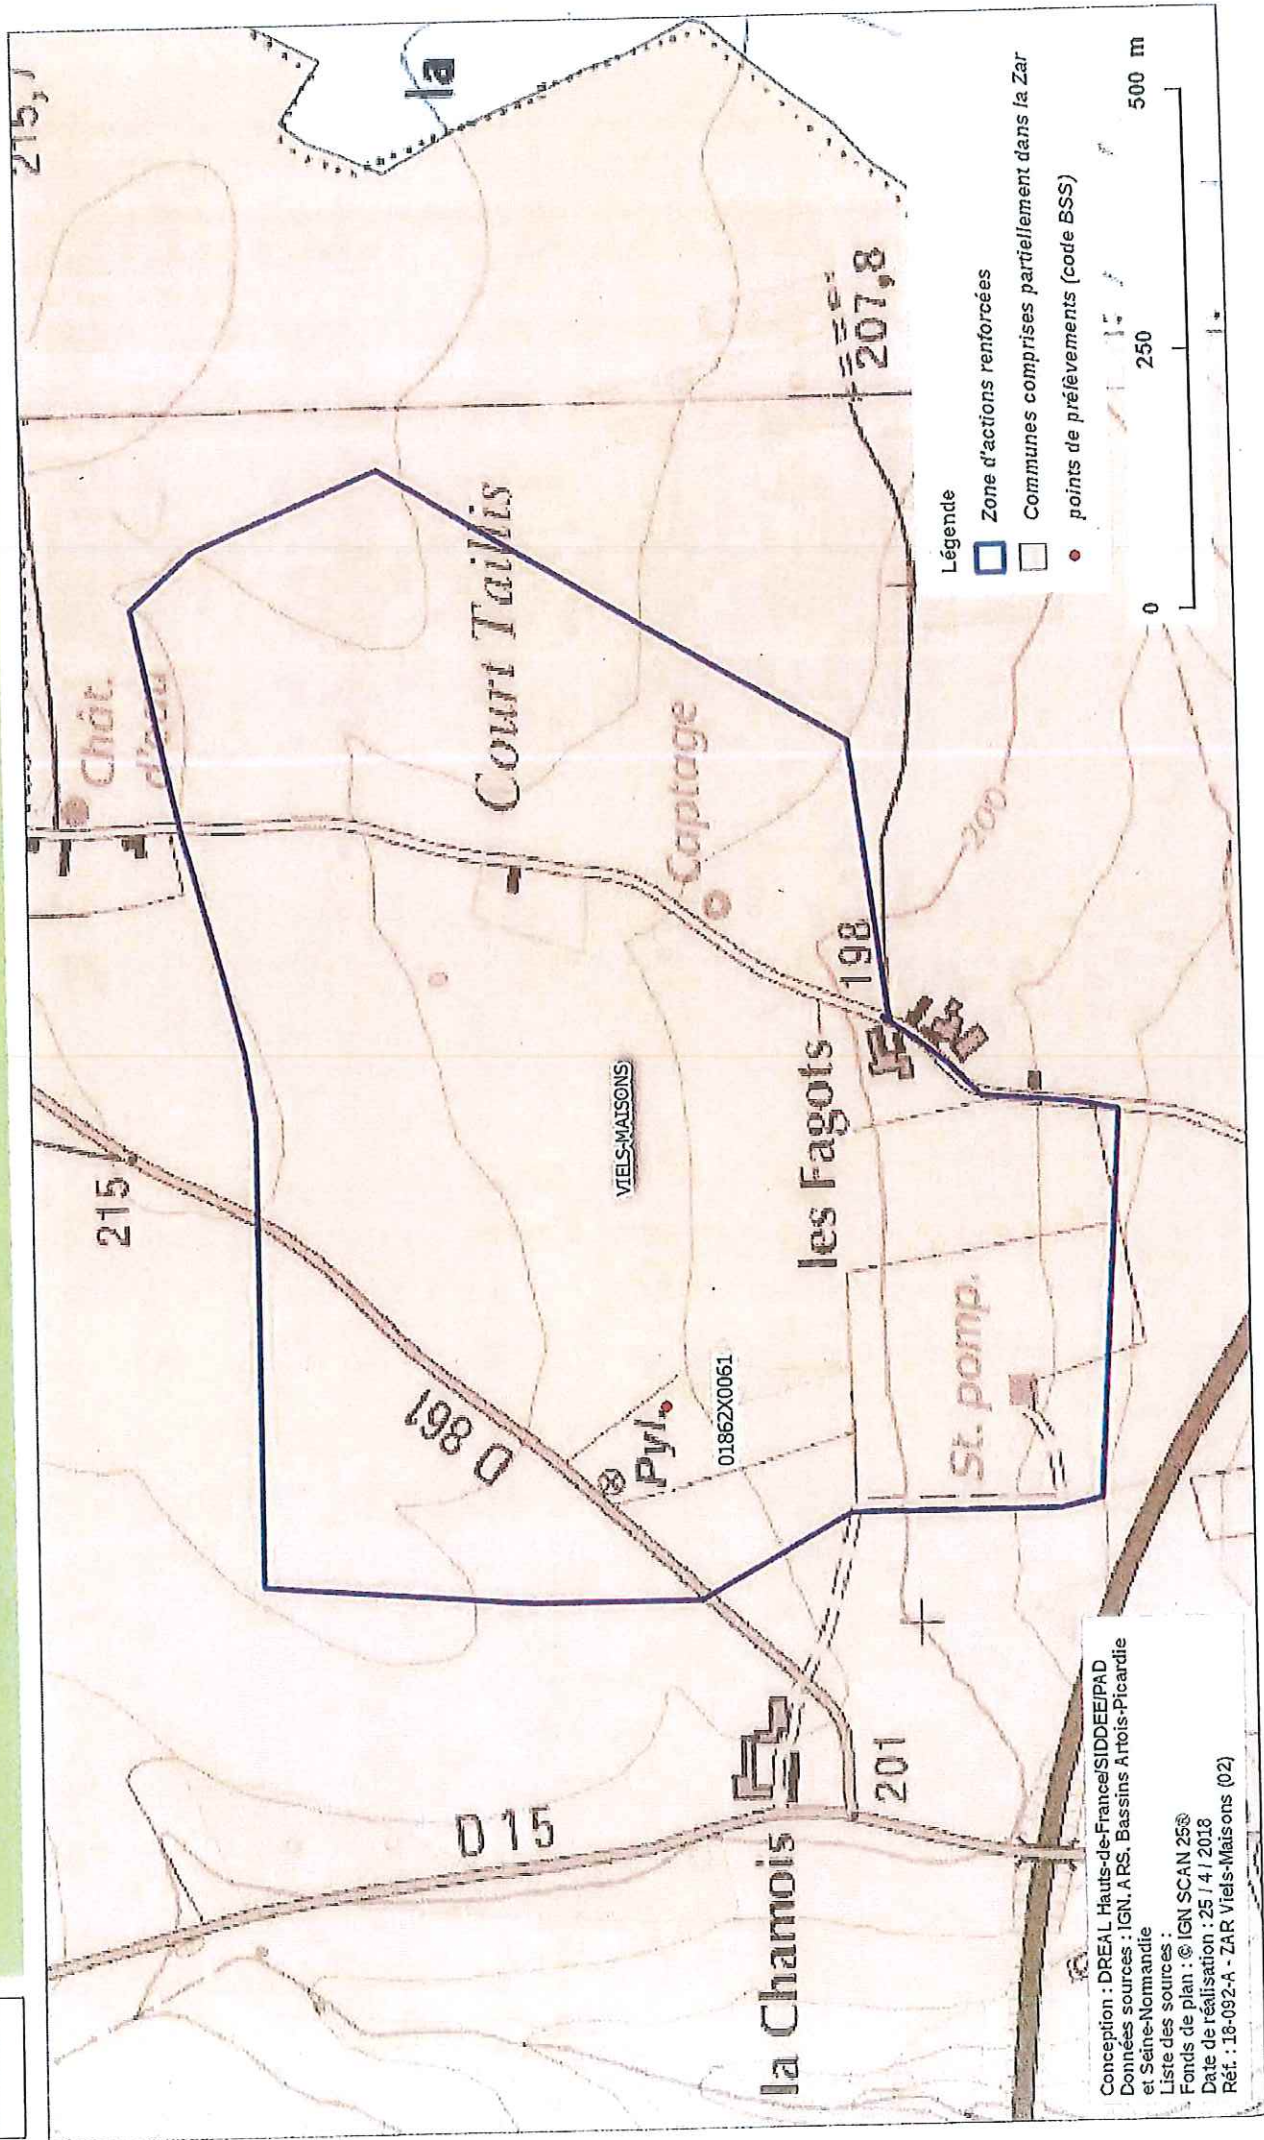 215
Chât.
d'eau
215
Court Taillis
D 861
Captage
VIELS-MAISONS
Pyl.
01862X0061
les Fagots
198
207,8
200
St. pomp.
D 15
la Chamois
201
la
Légende
Zone d'actions renforcées
Communes comprises partiellement dans la Zar
points de prélèvements (code BSS)
0 250 500 m
Conception : DREAL Hauts-de-France/SIDDEE/PAD
Données sources : IGN. ARS. Bassins Artois-Picardie
et Seine-Normandie
Liste des sources :
Fonds de plan : © IGN SCAN 25®
Date de réalisation : 25 / 4 / 2018
Réf. : 18-092-A - ZAR Viels-Maisons (02)